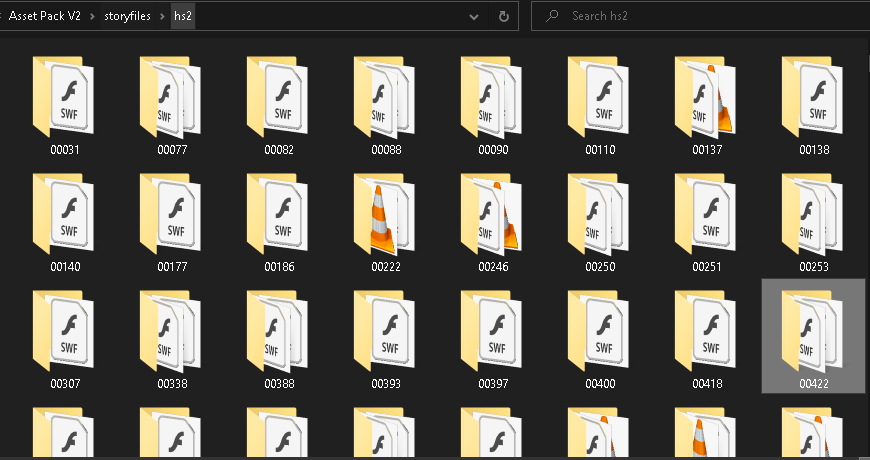 Asset Pack V2 > storyfiles > hs2
Search hs2
SWF SWF SWF SWF SWF SWF SWF SWF
00031 00077 00082 00088 00090 00110 00137 00138
SWF SWF SWF SWF SWF SWF SWF
00140 00177 00186 00222 00246 00250 00251 00253
SWF SWF SWF SWF SWF SWF SWF SWF
00307 00338 00388 00393 00397 00400 00418 00422